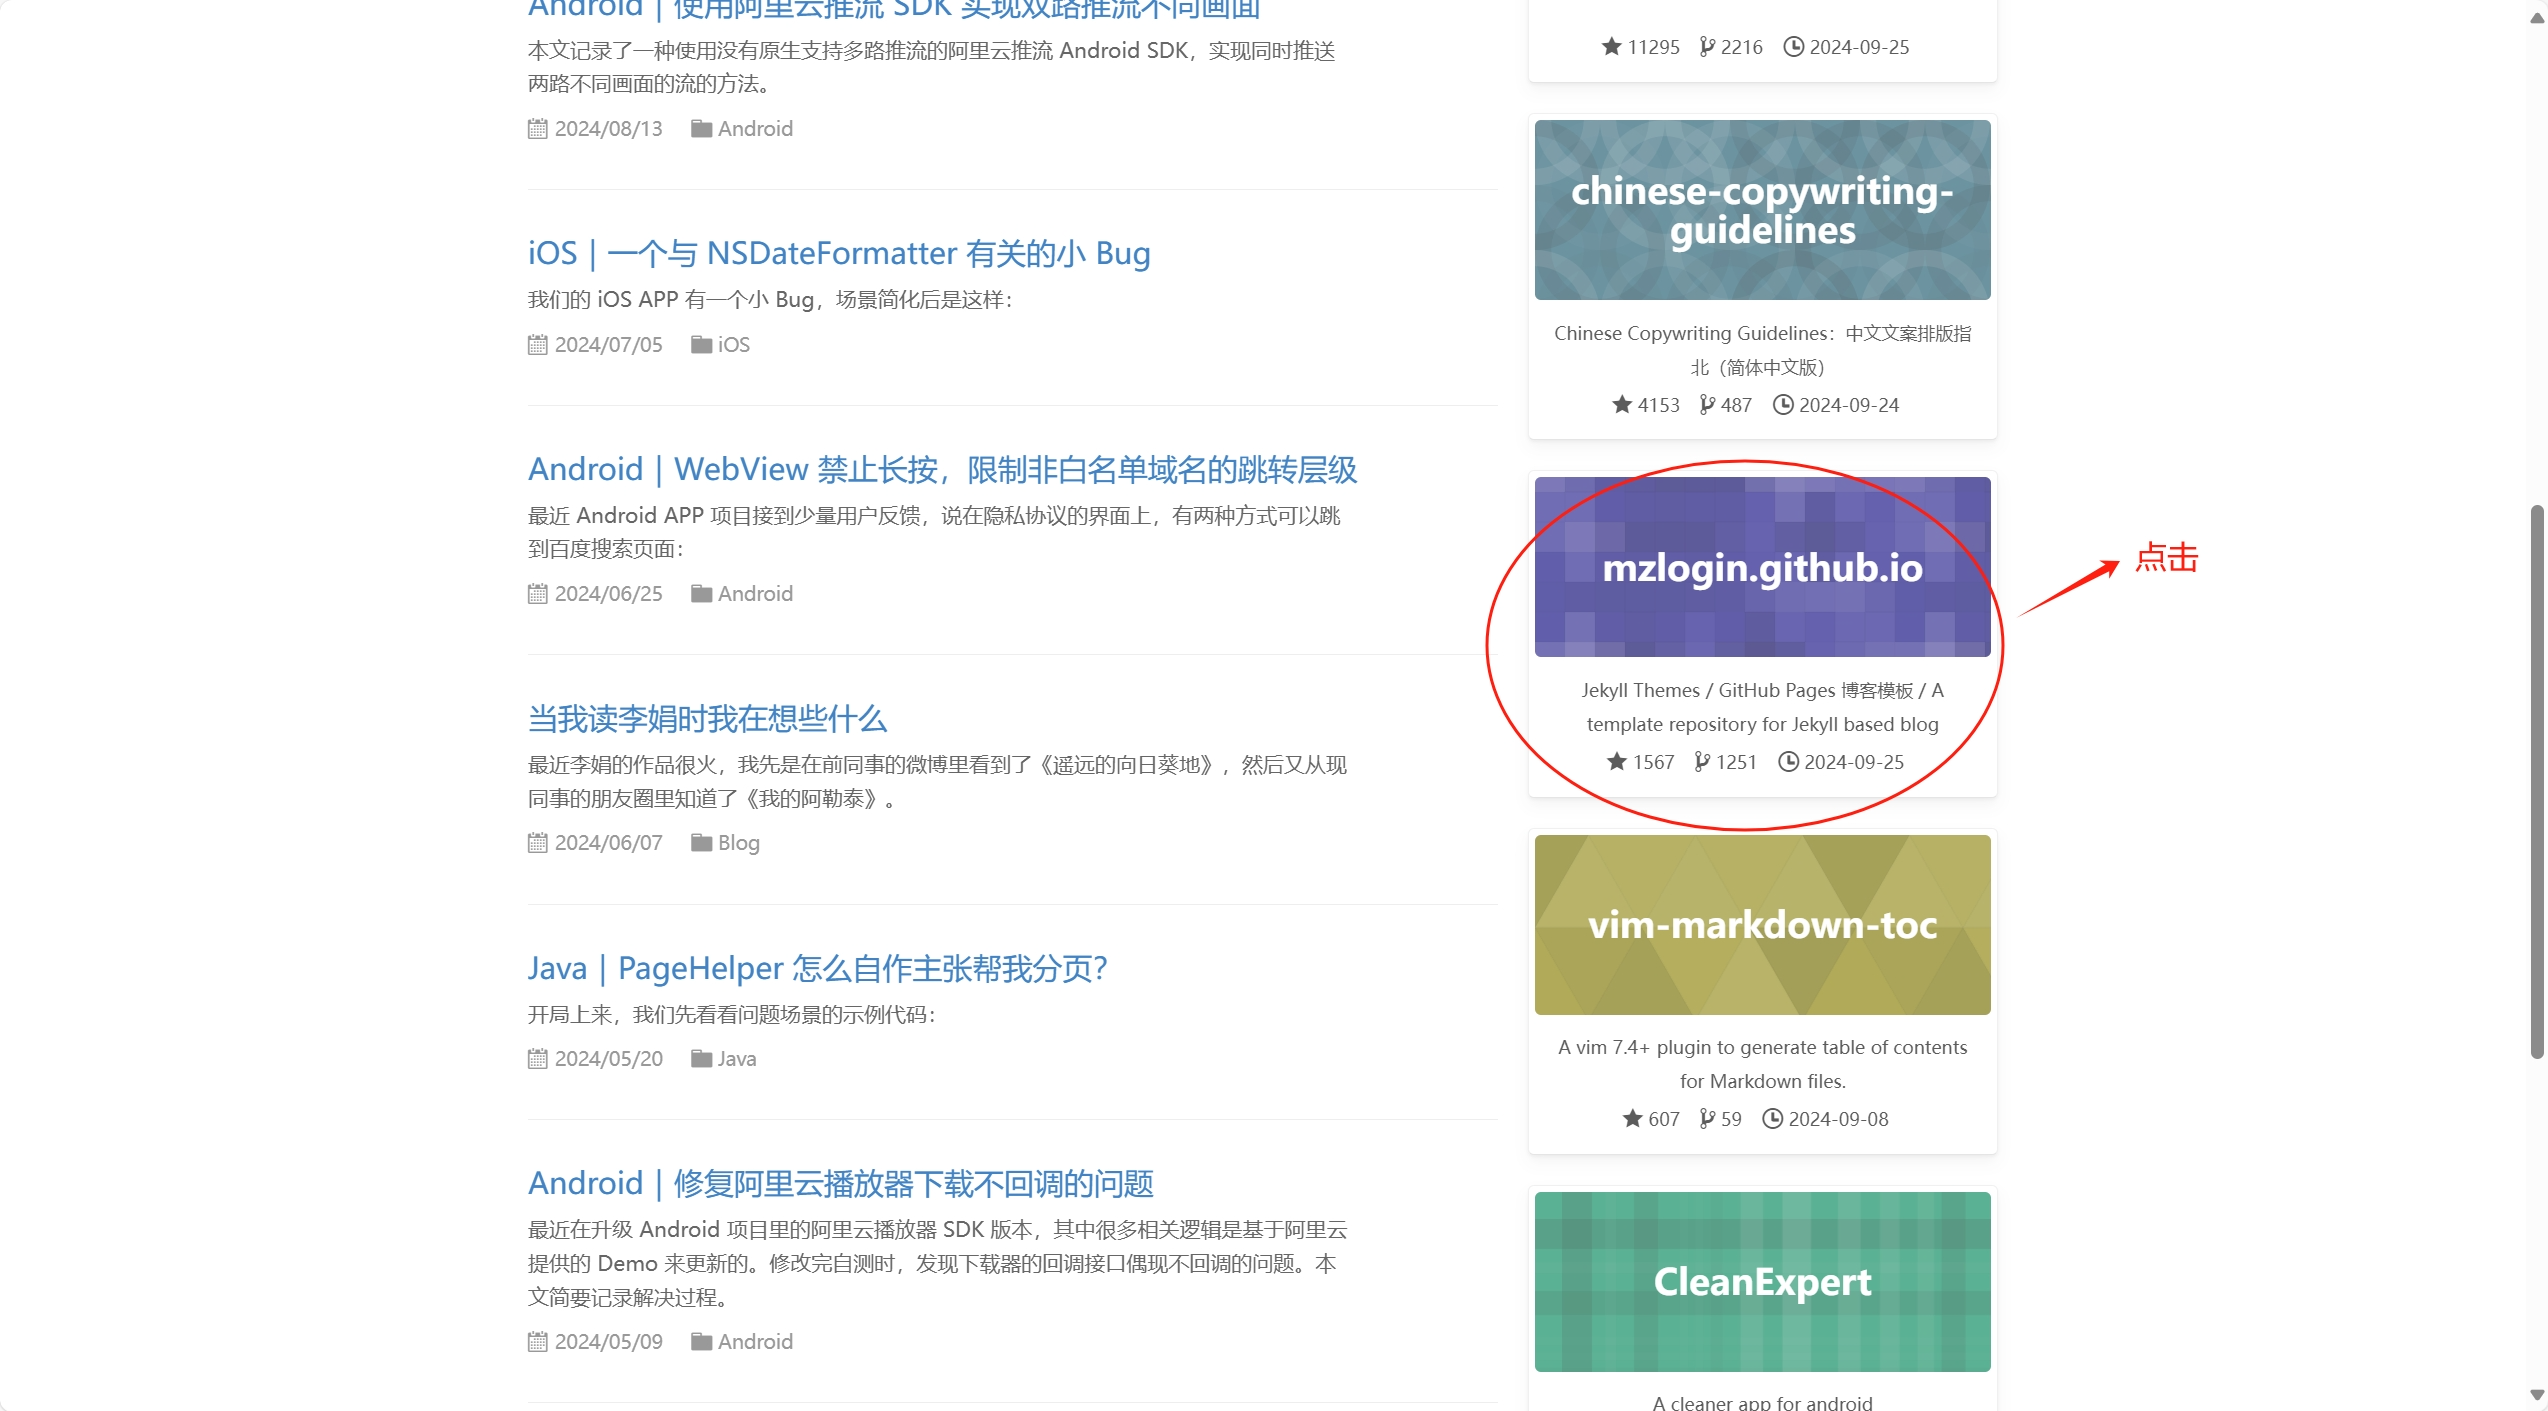 Android | 使用阿里云推流 SDK 实现双路推流不同画面
本文记录了一种使用没有原生支持多路推流的阿里云推流 Android SDK，实现同时推送
两路不同画面的流的方法。
2024/08/13 Android
iOS | 一个与 NSDateFormatter 有关的小 Bug
我们的 iOS APP 有一个小 Bug，场景简化后是这样：
2024/07/05 iOS
Android | WebView 禁止长按，限制非白名单域名的跳转层级
最近 Android APP 项目接到少量用户反馈，说在隐私协议的界面上，有两种方式可以跳
到百度搜索页面：
2024/06/25 Android
当我读李娟时我在想些什么
最近李娟的作品很火，我先是在前同事的微博里看到了《遥远的向日葵地》，然后又从现
同事的朋友圈里知道了《我的阿勒泰》。
2024/06/07 Blog
Java | PageHelper 怎么自作主张帮我分页？
开局上来，我们先看看问题场景的示例代码：
2024/05/20 Java
Android | 修复阿里云播放器下载不回调的问题
最近在升级 Android 项目里的阿里云播放器 SDK 版本，其中很多相关逻辑是基于阿里云
提供的 Demo 来更新的。修改完自测时，发现下载器的回调接口偶现不回调的问题。本
文简要记录解决过程。
2024/05/09 Android
11295 2216 2024-09-25
chinese-copywriting-
guidelines
Chinese Copywriting Guidelines：中文文案排版指
北（简体中文版）
4153 487 2024-09-24
mzlogin.github.io
Jekyll Themes / GitHub Pages 博客模板 / A
template repository for Jekyll based blog
1567 1251 2024-09-25
点击
vim-markdown-toc
A vim 7.4+ plugin to generate table of contents
for Markdown files.
607 59 2024-09-08
CleanExpert
A cleaner app for android